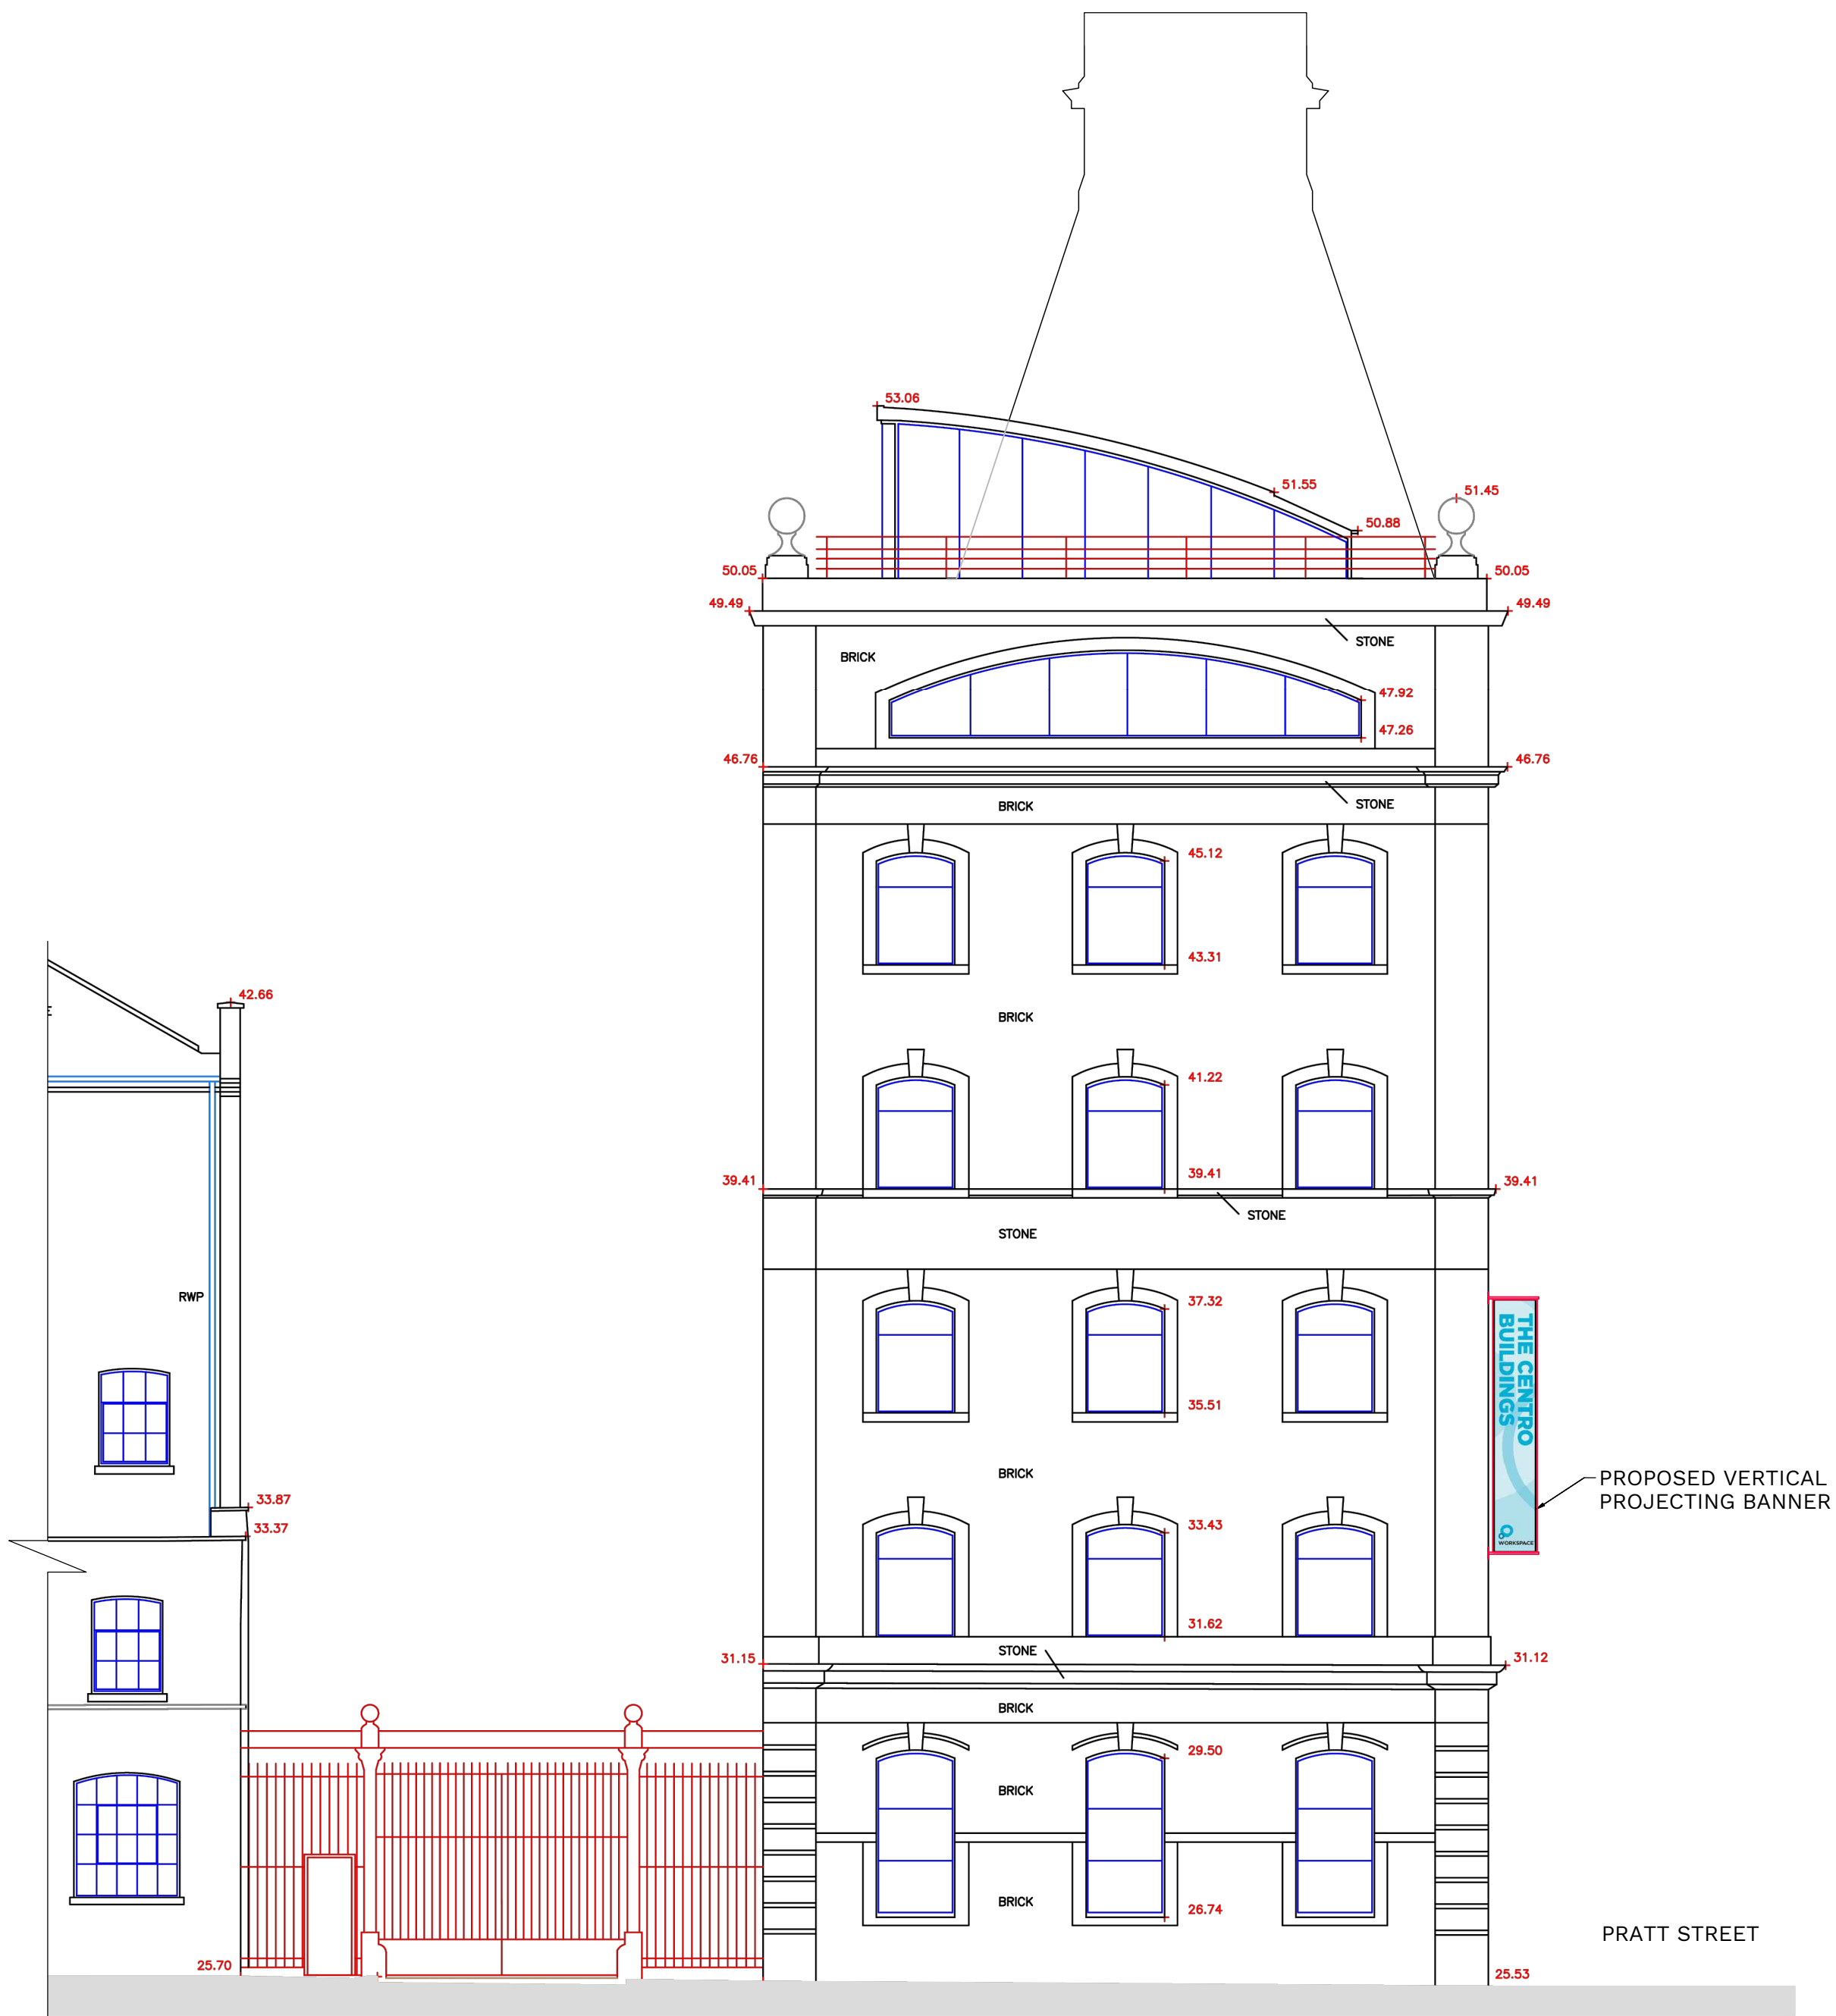 53.06
51.55
51.45
50.88
50.05
50.05
49.49
49.49
STONE
BRICK
47.92
47.26
46.76
46.76
STONE
BRICK
45.12
43.31
42.66
BRICK
41.22
39.41
39.41
39.41
STONE
STONE
RWP
37.32
THE CENTRO
BUILDINGS
35.51
BRICK
PROPOSED VERTICAL
PROJECTING BANNER
33.87
33.43
33.37
WORKSPACE
31.62
STONE
31.15
31.12
BRICK
29.50
BRICK
BRICK
26.74
PRATT STREET
25.70
25.53